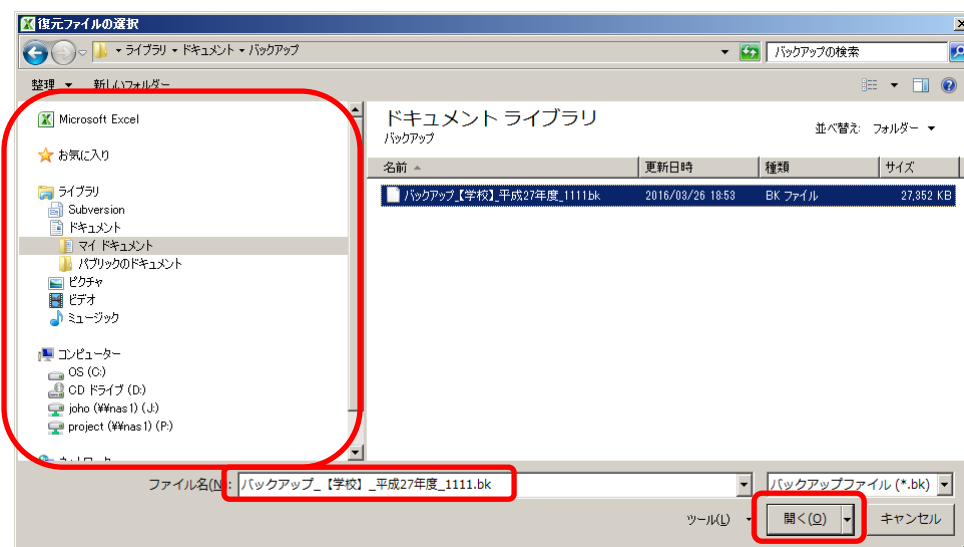 復元ファイルの選択
ライブラリ ▾ ドキュメント ▾ バックアップ
バックアップの検索
整理 ▼ 新しいフォルダー
Microsoft Excel
お気に入り
ライブラリ
Subversion
ドキュメント
マイ ドキュメント
パブリックのドキュメント
ピクチャ
ビデオ
ミュージック
コンピューター
OS (C:)
CD ドライブ (D:)
joho (¥¥nas1) (J:)
project (¥¥nas1) (P:)
ドキュメント ライブラリ
バックアップ
並べ替え: フォルダー ▼
名前 更新日時 種類 サイズ
バックアップ_【学校】_平成27年度_1111.bk 2016/03/26 18:53 BK ファイル 27,352 KB
ファイル名(N): バックアップ_【学校】_平成27年度_1111.bk
バックアップファイル (*.bk)
ツール(L) 開く(O) キャンセル